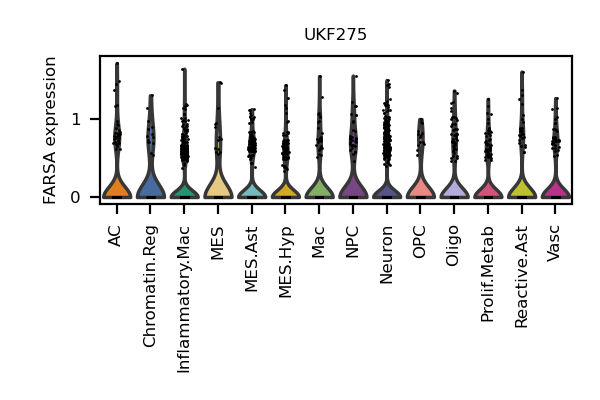 UKF275
FARSA expression
1
0
AC
Chromatin.Reg
Inflammatory.Mac
MES
MES.Ast
MES.Hyp
Mac
NPC
Neuron
OPC
Oligo
Prolif.Metab
Reactive.Ast
Vasc